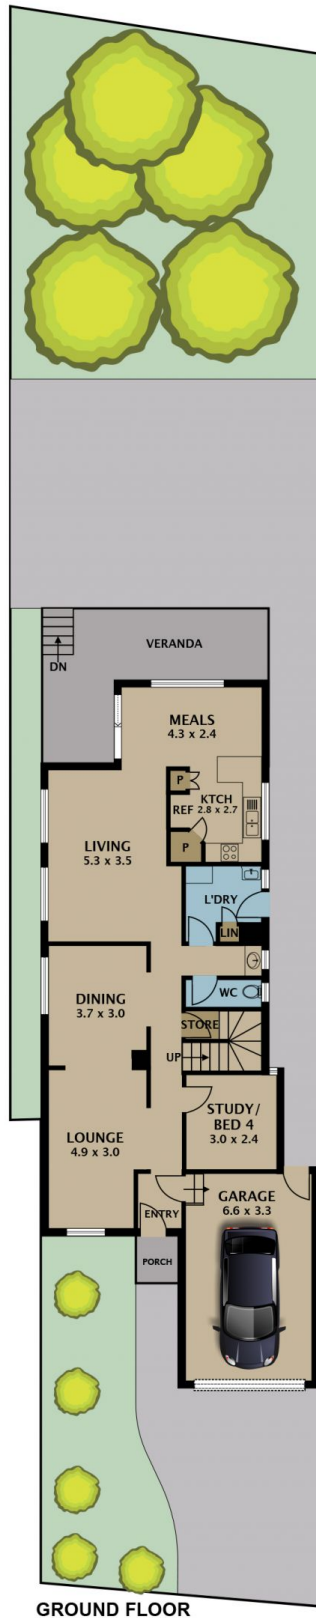 VERANDA
DN
MEALS
4.3 x 2.4
P
KTCH
REF 2.8 x 2.7
P
LIVING
5.3 x 3.5
L'DRY
LIN
WC
DINING
3.7 x 3.0
STORE
UP
STUDY/
BED 4
3.0 x 2.4
LOUNGE
4.9 x 3.0
GARAGE
6.6 x 3.3
ENTRY
PORCH
GROUND FLOOR